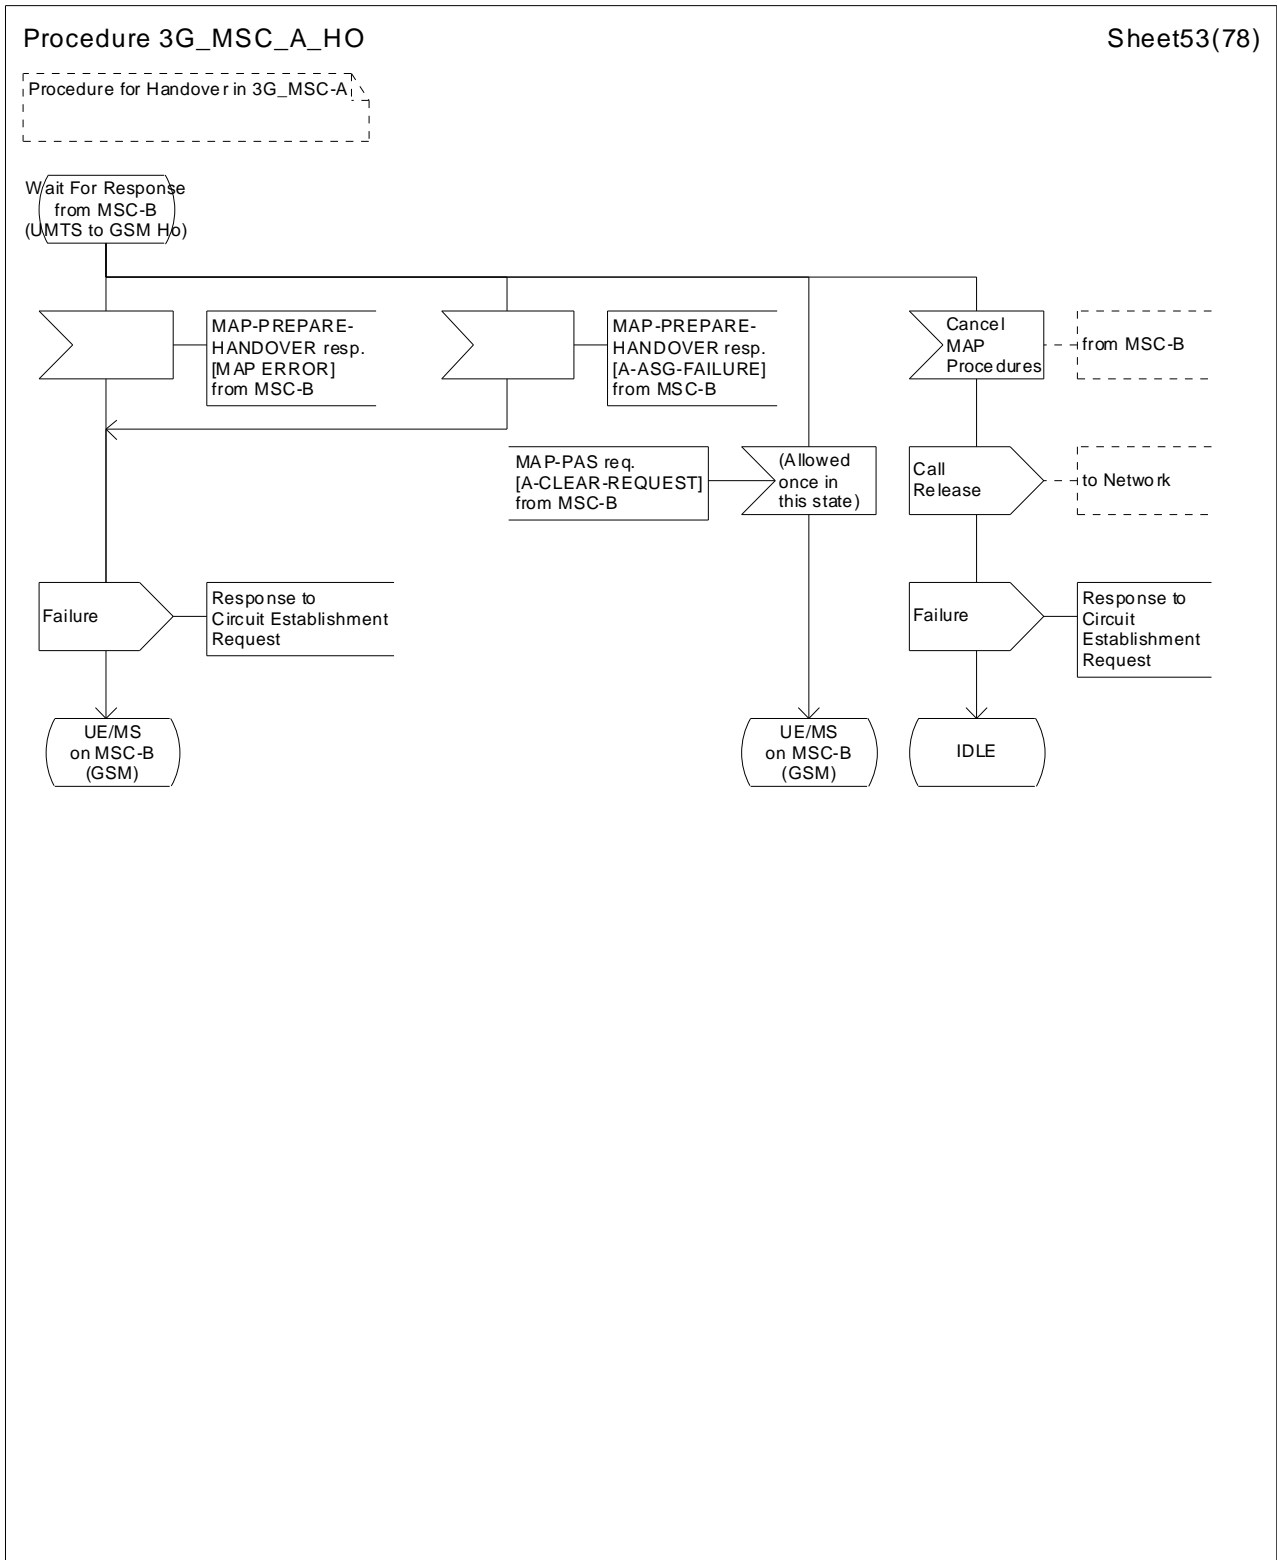 Procedure 3G_MSC_A_HO
Sheet53(78)
Procedure for Handover in 3G_MSC-A
Wait For Response
from MSC-B
(UMTS to GSM Ho)
MAP-PREPARE-
HANDOVER resp.
[MAP ERROR]
from MSC-B
MAP-PREPARE-
HANDOVER resp.
[A-ASG-FAILURE]
from MSC-B
Cancel
MAP
Procedures
from MSC-B
MAP-PAS req.
[A-CLEAR-REQUEST]
from MSC-B
(Allowed
once in
this state)
Call
Release
to Network
Failure
Response to
Circuit Establishment
Request
Failure
Response to
Circuit
Establishment
Request
UE/MS
on MSC-B
(GSM)
UE/MS
on MSC-B
(GSM)
IDLE